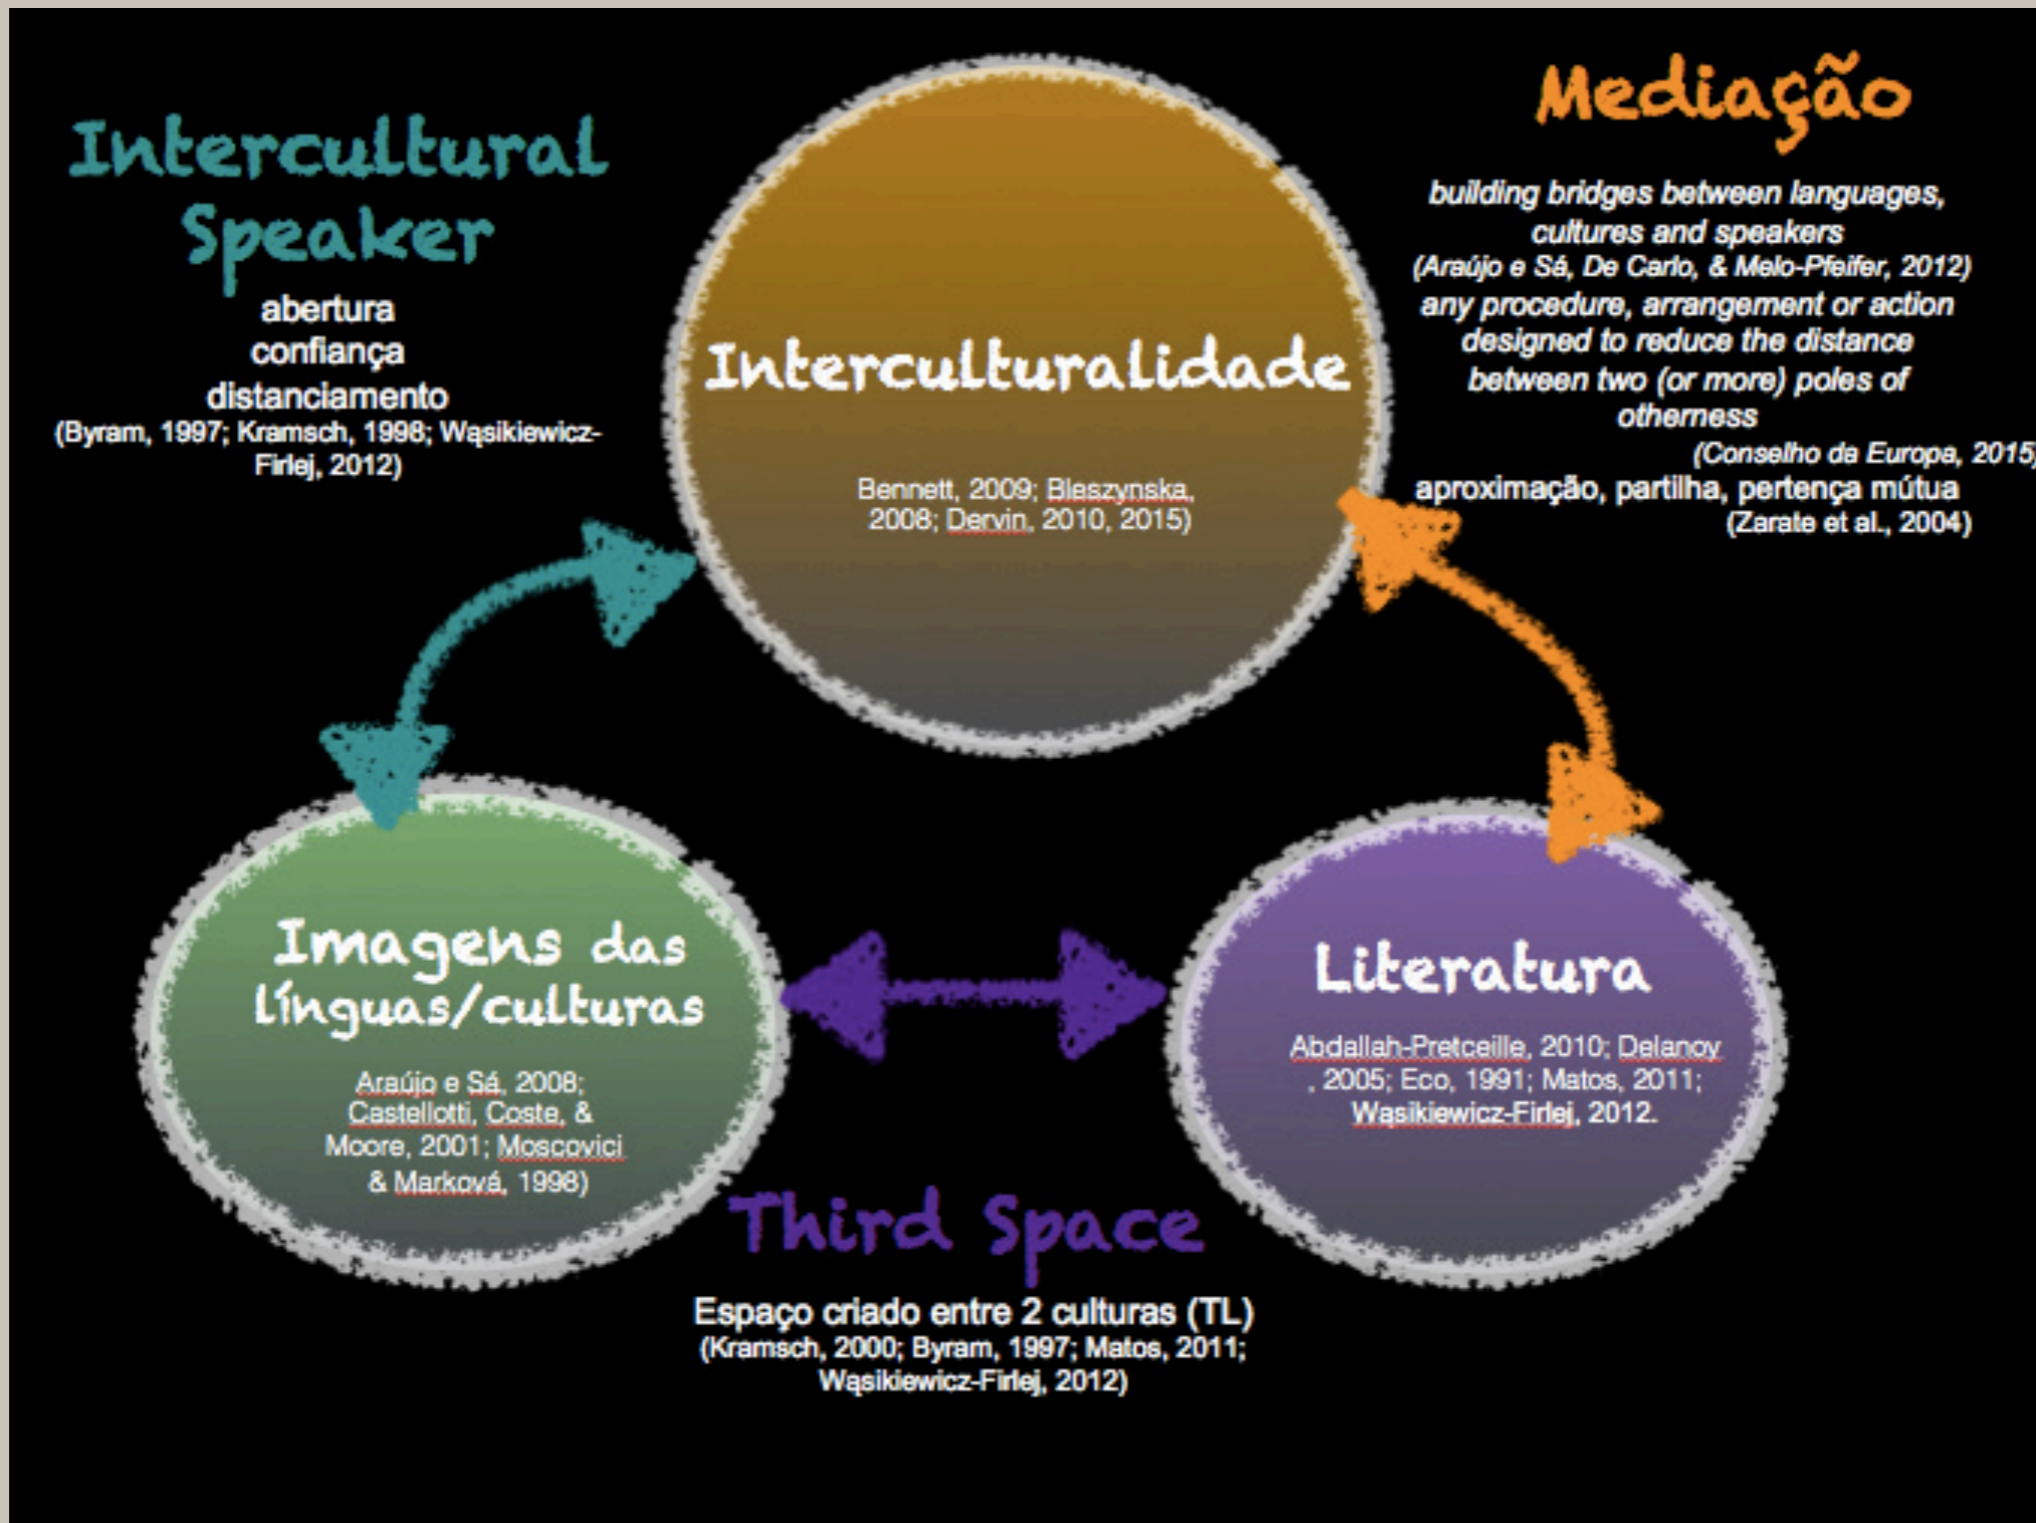 Intercultural
Speaker
abertura
confiança
distanciamento
(Byram, 1997; Kramsch, 1998; Wąsikiewicz-
Firlej, 2012)
Interculturalidade
Bennett, 2009; Bleszynska,
2008; Dervin, 2010, 2015)
Mediação
building bridges between languages,
cultures and speakers
(Araújo e Sá, De Carlo, & Melo-Pfeifer, 2012)
any procedure, arrangement or action
designed to reduce the distance
between two (or more) poles of
otherness
(Conselho da Europa, 2015)
aproximação, partilha, pertença mútua
(Zarate et al., 2004)
Imagens das
línguas/culturas
Araújo e Sá, 2008;
Castellotti, Coste, &
Moore, 2001; Moscovici
& Marková, 1998)
Literatura
Abdallah-Pretceille, 2010; Delanoy
, 2005; Eco, 1991; Matos, 2011;
Wąsikiewicz-Firlej, 2012.
Third Space
Espaço criado entre 2 culturas (TL)
(Kramsch, 2000; Byram, 1997; Matos, 2011;
Wąsikiewicz-Firlej, 2012)